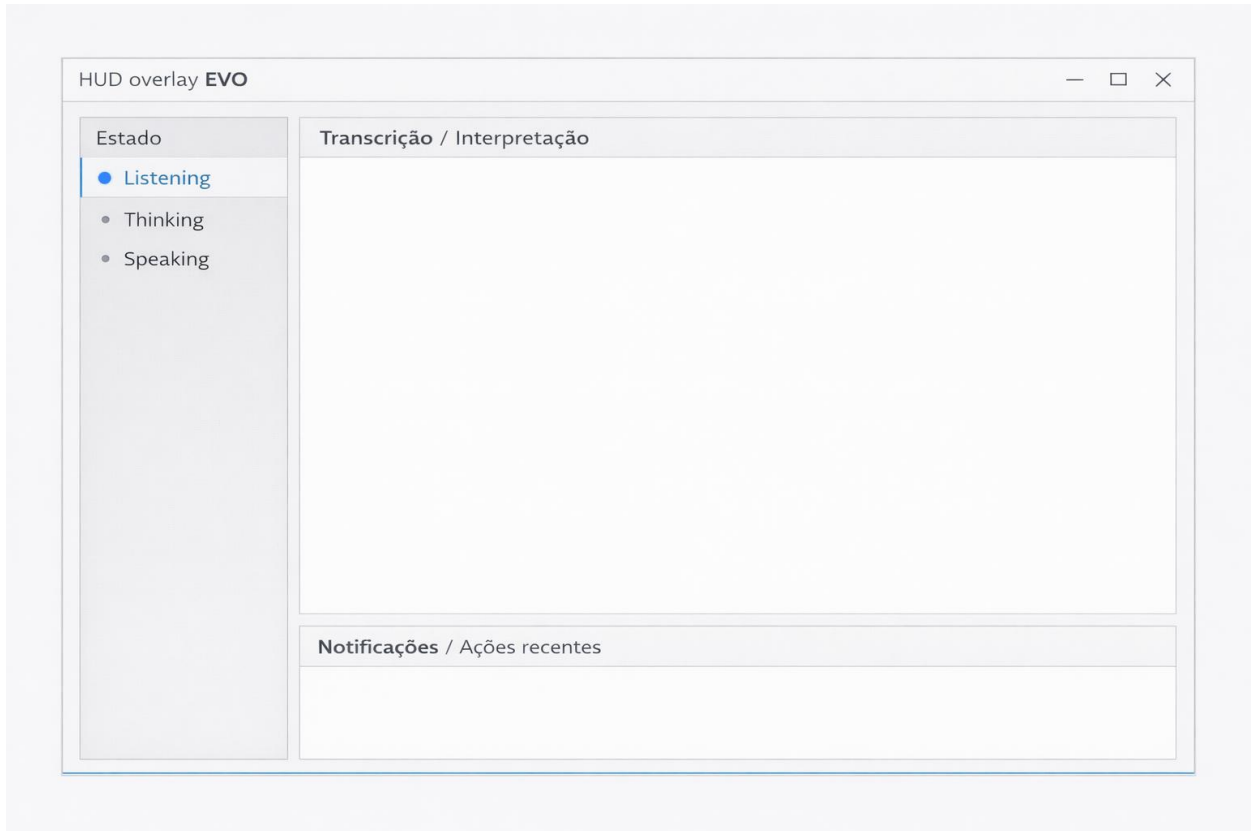 HUD overlay EVO
Estado
Listening
Thinking
Speaking
Transcrição / Interpretação
Notificações / Ações recentes